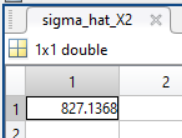 sigma_hat_X2
1x1 double
1 2
1 827.1368
2